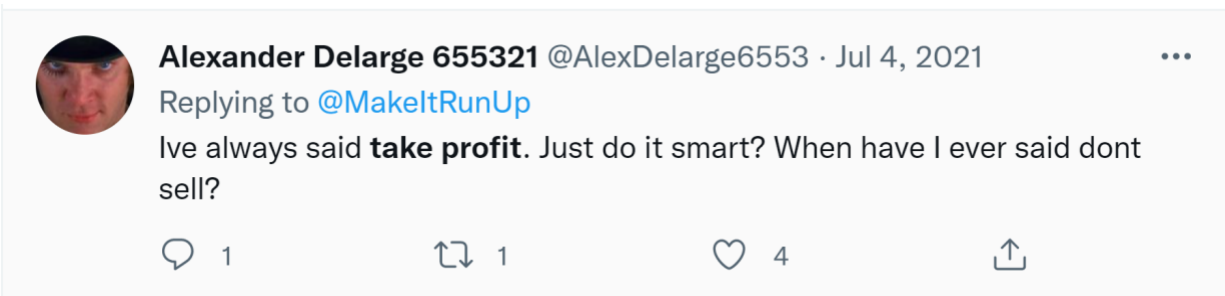 Alexander Delarge 655321 @AlexDelarge6553 · Jul 4, 2021
Replying to @MakeItRunUp
Ive always said take profit. Just do it smart? When have I ever said dont
sell?
1 1 4